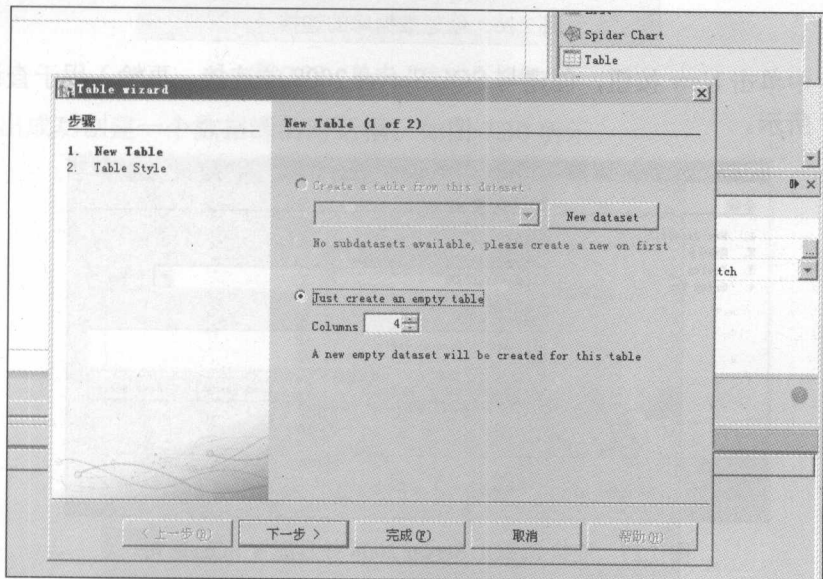 Spider Chart
Table
Table wizard
步骤
1. New Table
2. Table Style
New Table (1 of 2)
Create a table from this dataset
New dataset
No subdatasets available, please create a new on first
Just create an empty table
Columns 4
A new empty dataset will be created for this table
tch
< 上一步(B)
下一步 >
完成(F)
取消
帮助(H)